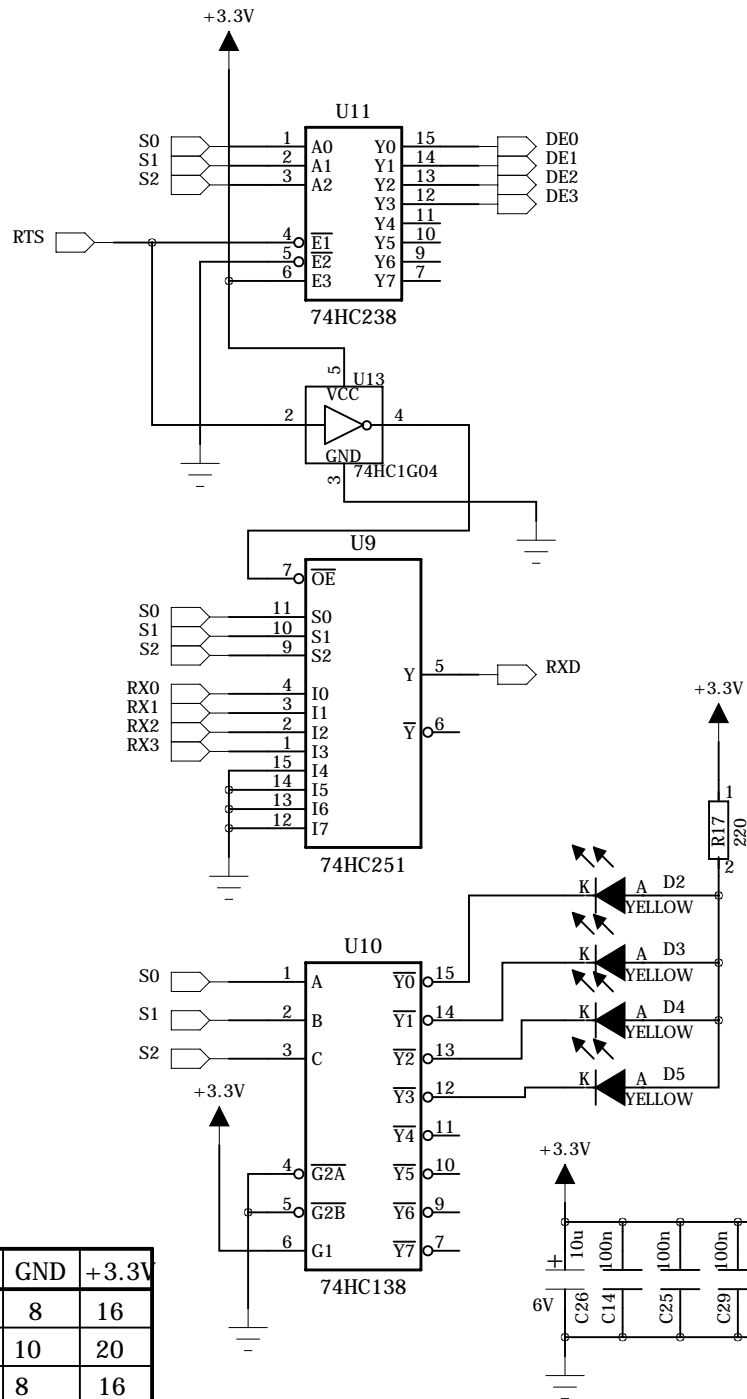 +3.3V
U11
S0 1 A0 Y0 15 DE0
S1 2 A1 Y1 14 DE1
S2 3 A2 Y2 13 DE2
Y3 12 DE3
Y4 11
RTS 4 E1 Y5 10
5 E2 Y6 9
6 E3 Y7 7
74HC238
5 U13
VCC
2 4
GND
3 74HC1G04
U9
7 OE
S0 11 S0
S1 10 S1
S2 9 S2
Y 5 RXD
RX0 4 I0
RX1 3 I1
RX2 2 I2 Y 6
RX3 1 I3
15 I4
14 I5
13 I6
12 I7
74HC251
+3.3V
1
R17 220
2
K A D2
YELLOW
K A D3
YELLOW
K A D4
YELLOW
K A D5
YELLOW
U10
S0 1 A Y0 15
S1 2 B Y1 14
S2 3 C Y2 13
+3.3V Y3 12
Y4 11
4 G2A Y5 10
5 G2B Y6 9
6 G1 Y7 7
74HC138
+3.3V
+ 10u 100n 100n 100n
6V C26 C14 C25 C29
GND +3.3V
8 16
10 20
8 16